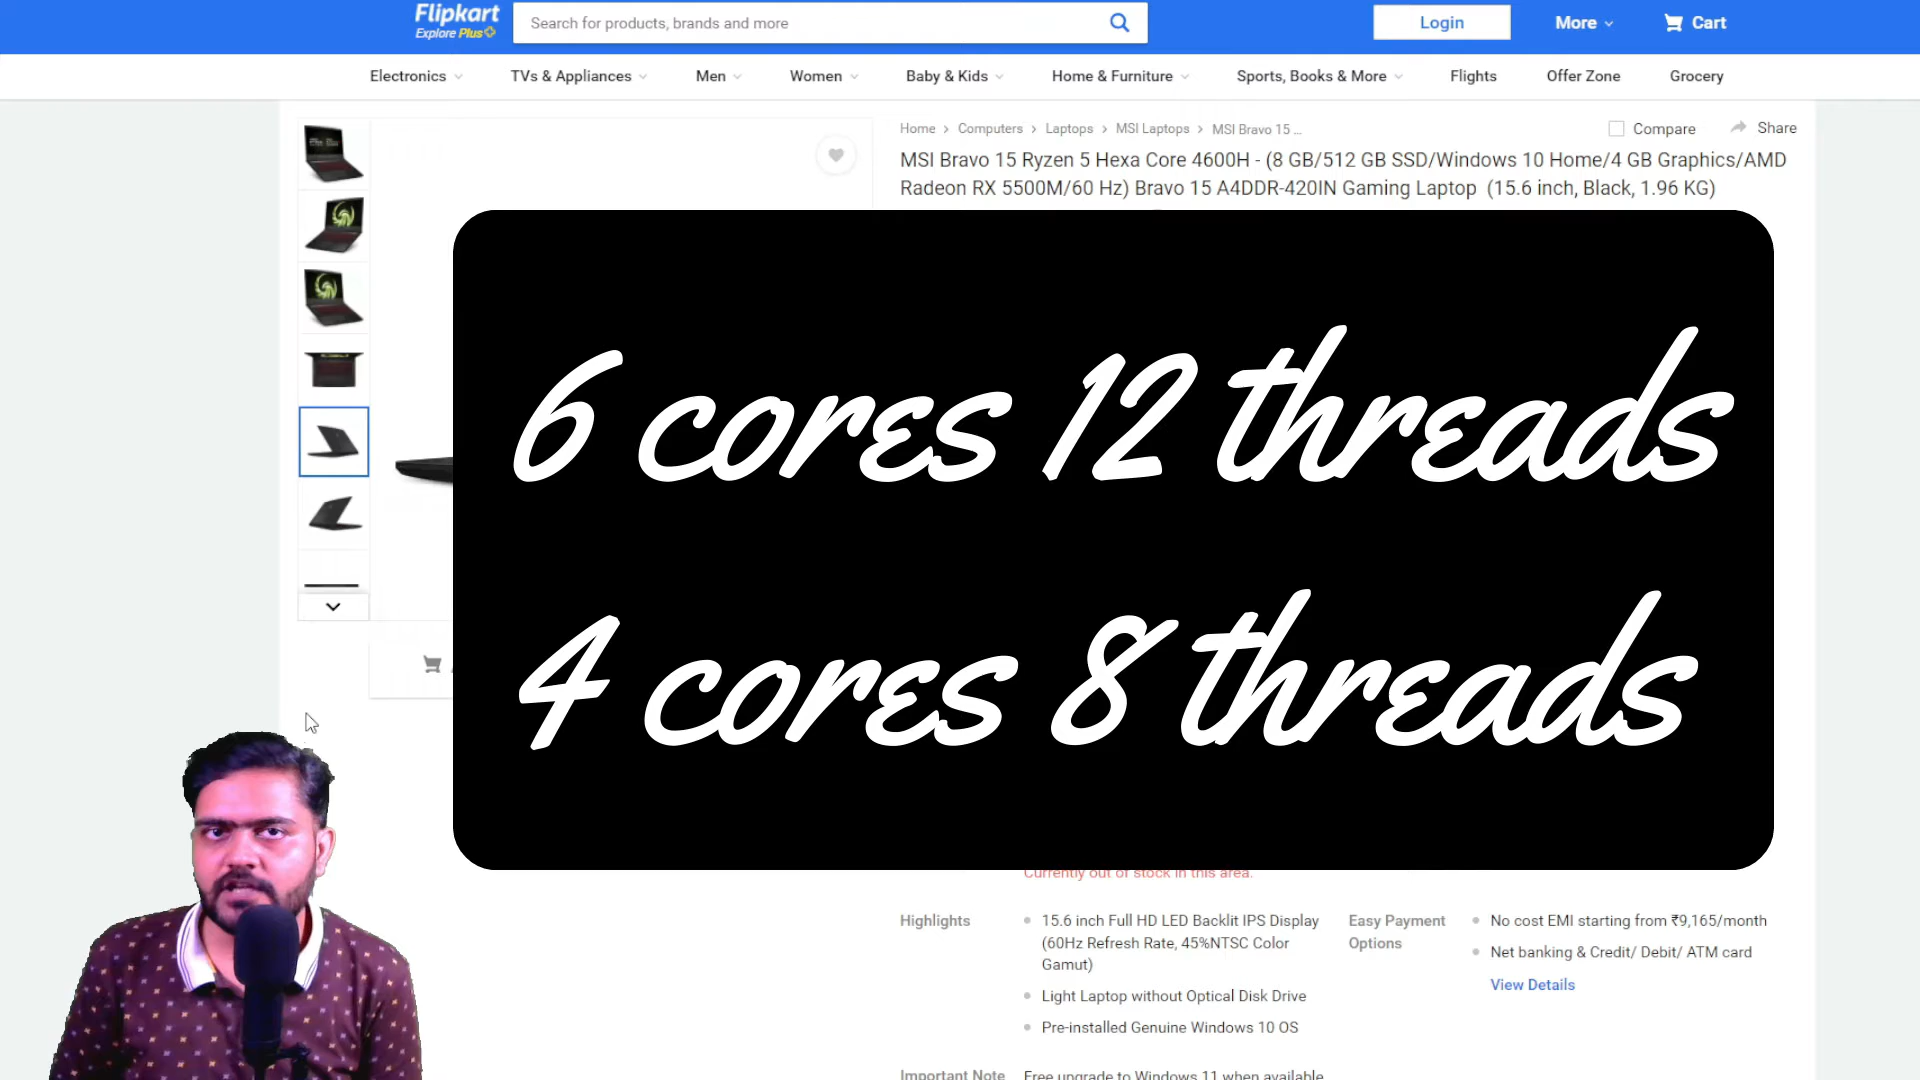 Flipkart
Explore Plus
Search for products, brands and more
Login
More
Cart
Electronics
TVs & Appliances
Men
Women
Baby & Kids
Home & Furniture
Sports, Books & More
Flights
Offer Zone
Grocery
Home > Computers > Laptops > MSI Laptops > MSI Bravo 15 ...
Compare
Share
MSI Bravo 15 Ryzen 5 Hexa Core 4600H - (8 GB/512 GB SSD/Windows 10 Home/4 GB Graphics/AMD
Radeon RX 5500M/60 Hz) Bravo 15 A4DDR-420IN Gaming Laptop (15.6 inch, Black, 1.96 KG)
6 cores 12 threads
4 cores 8 threads
Currently out of stock in this area.
Highlights
15.6 inch Full HD LED Backlit IPS Display
(60Hz Refresh Rate, 45%NTSC Color
Gamut)
Light Laptop without Optical Disk Drive
Pre-installed Genuine Windows 10 OS
Easy Payment
Options
No cost EMI starting from ₹9,165/month
Net banking & Credit/ Debit/ ATM card
View Details
Important Note
Free upgrade to Windows 11 when available